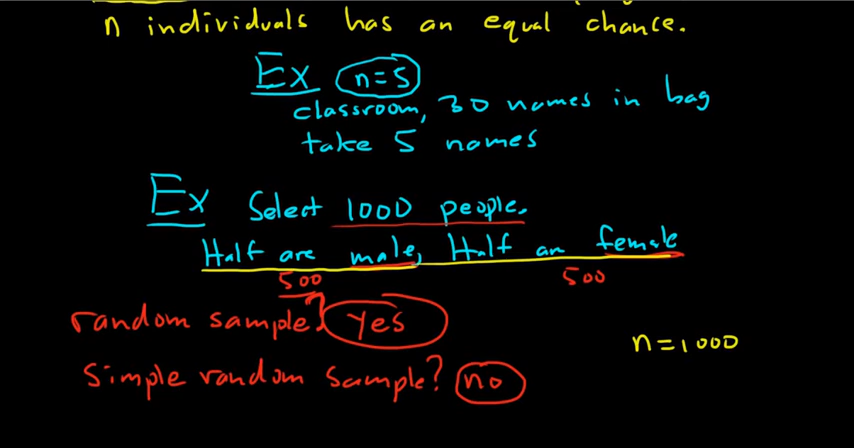 n individuals has an equal chance.
Ex n=5
classroom, 30 names in bag
take 5 names
Ex Select 1000 people.
Half are male, Half an female
500 500
random sample? yes
n=1000
Simple random sample? no